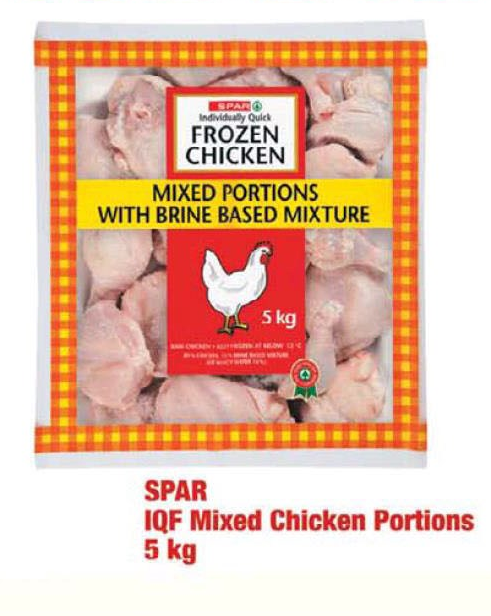 SPAR
Individually Quick
FROZEN
CHICKEN
MIXED PORTIONS
WITH BRINE BASED MIXTURE
5 kg
SPAR
IQF Mixed Chicken Portions
5 kg